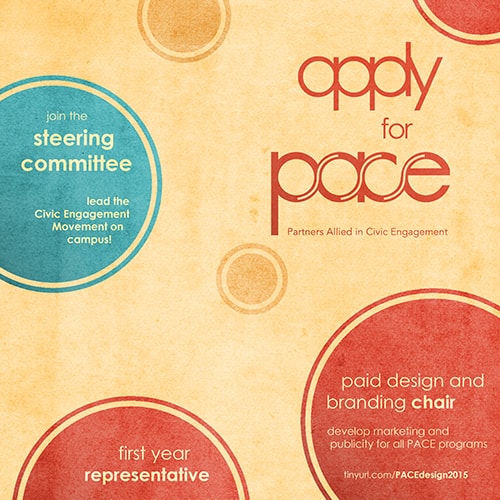 apply
for
pace
Partners Allied in Civic Engagement
join the
steering
committee
lead the
Civic Engagement
Movement on
campus!
paid design and
branding chair
develop marketing and
publicity for all PACE programs
tinyurl.com/PACEdesign2015
first year
representative